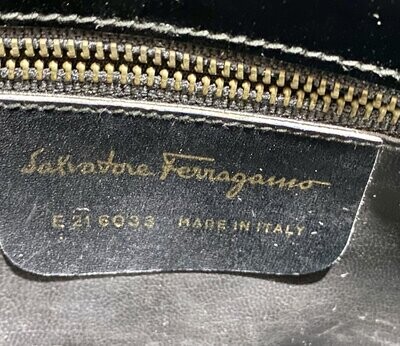 Salvatore Ferragamo
E 21 6033 MADE IN ITALY